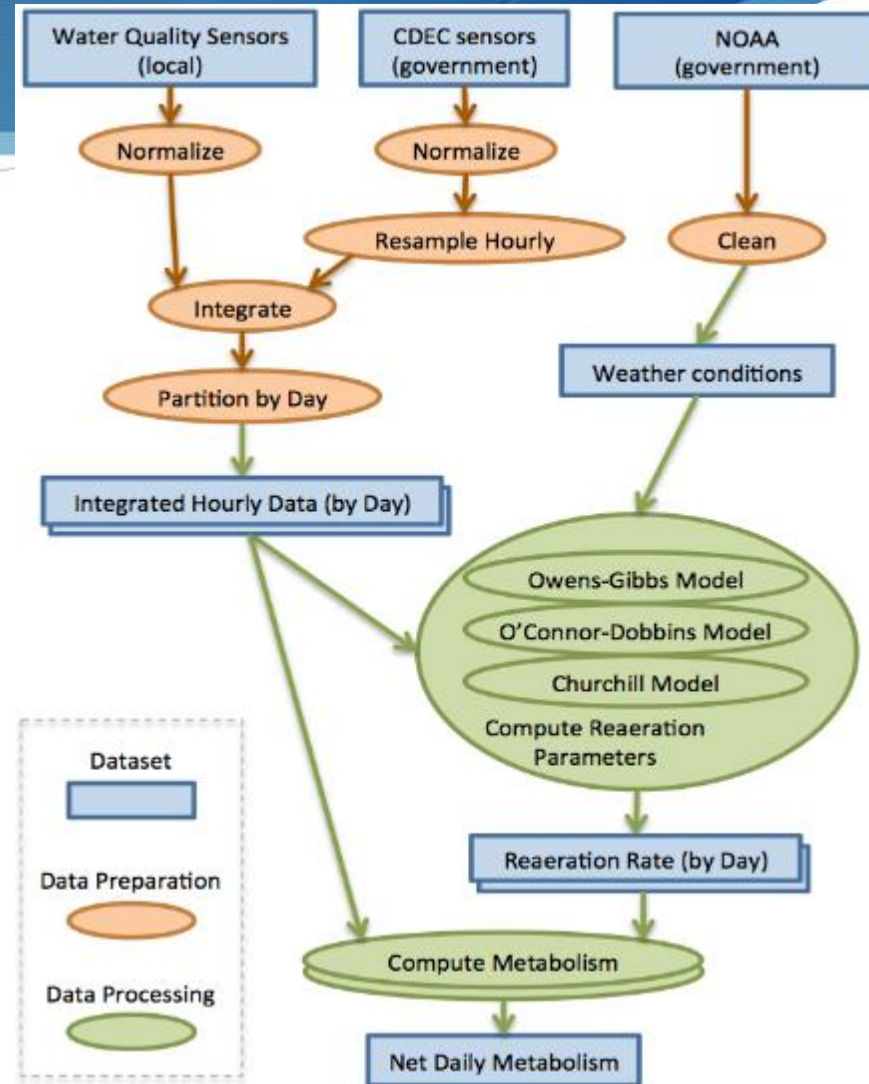 Water Quality Sensors
(local)
CDEC sensors
(government)
NOAA
(government)
Normalize
Normalize
Resample Hourly
Clean
Integrate
Weather conditions
Partition by Day
Integrated Hourly Data (by Day)
Owens-Gibbs Model
O'Connor-Dobbins Model
Churchill Model
Compute Reaeration
Parameters
Dataset
Reaeration Rate (by Day)
Data Preparation
Compute Metabolism
Data Processing
Net Daily Metabolism